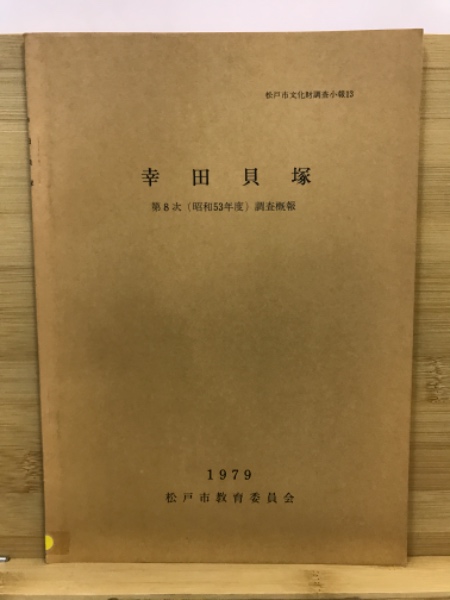 松戸市文化財調査小報13
幸田貝塚
第8次(昭和53年度)調査概報
1979
松戸市教育委員会